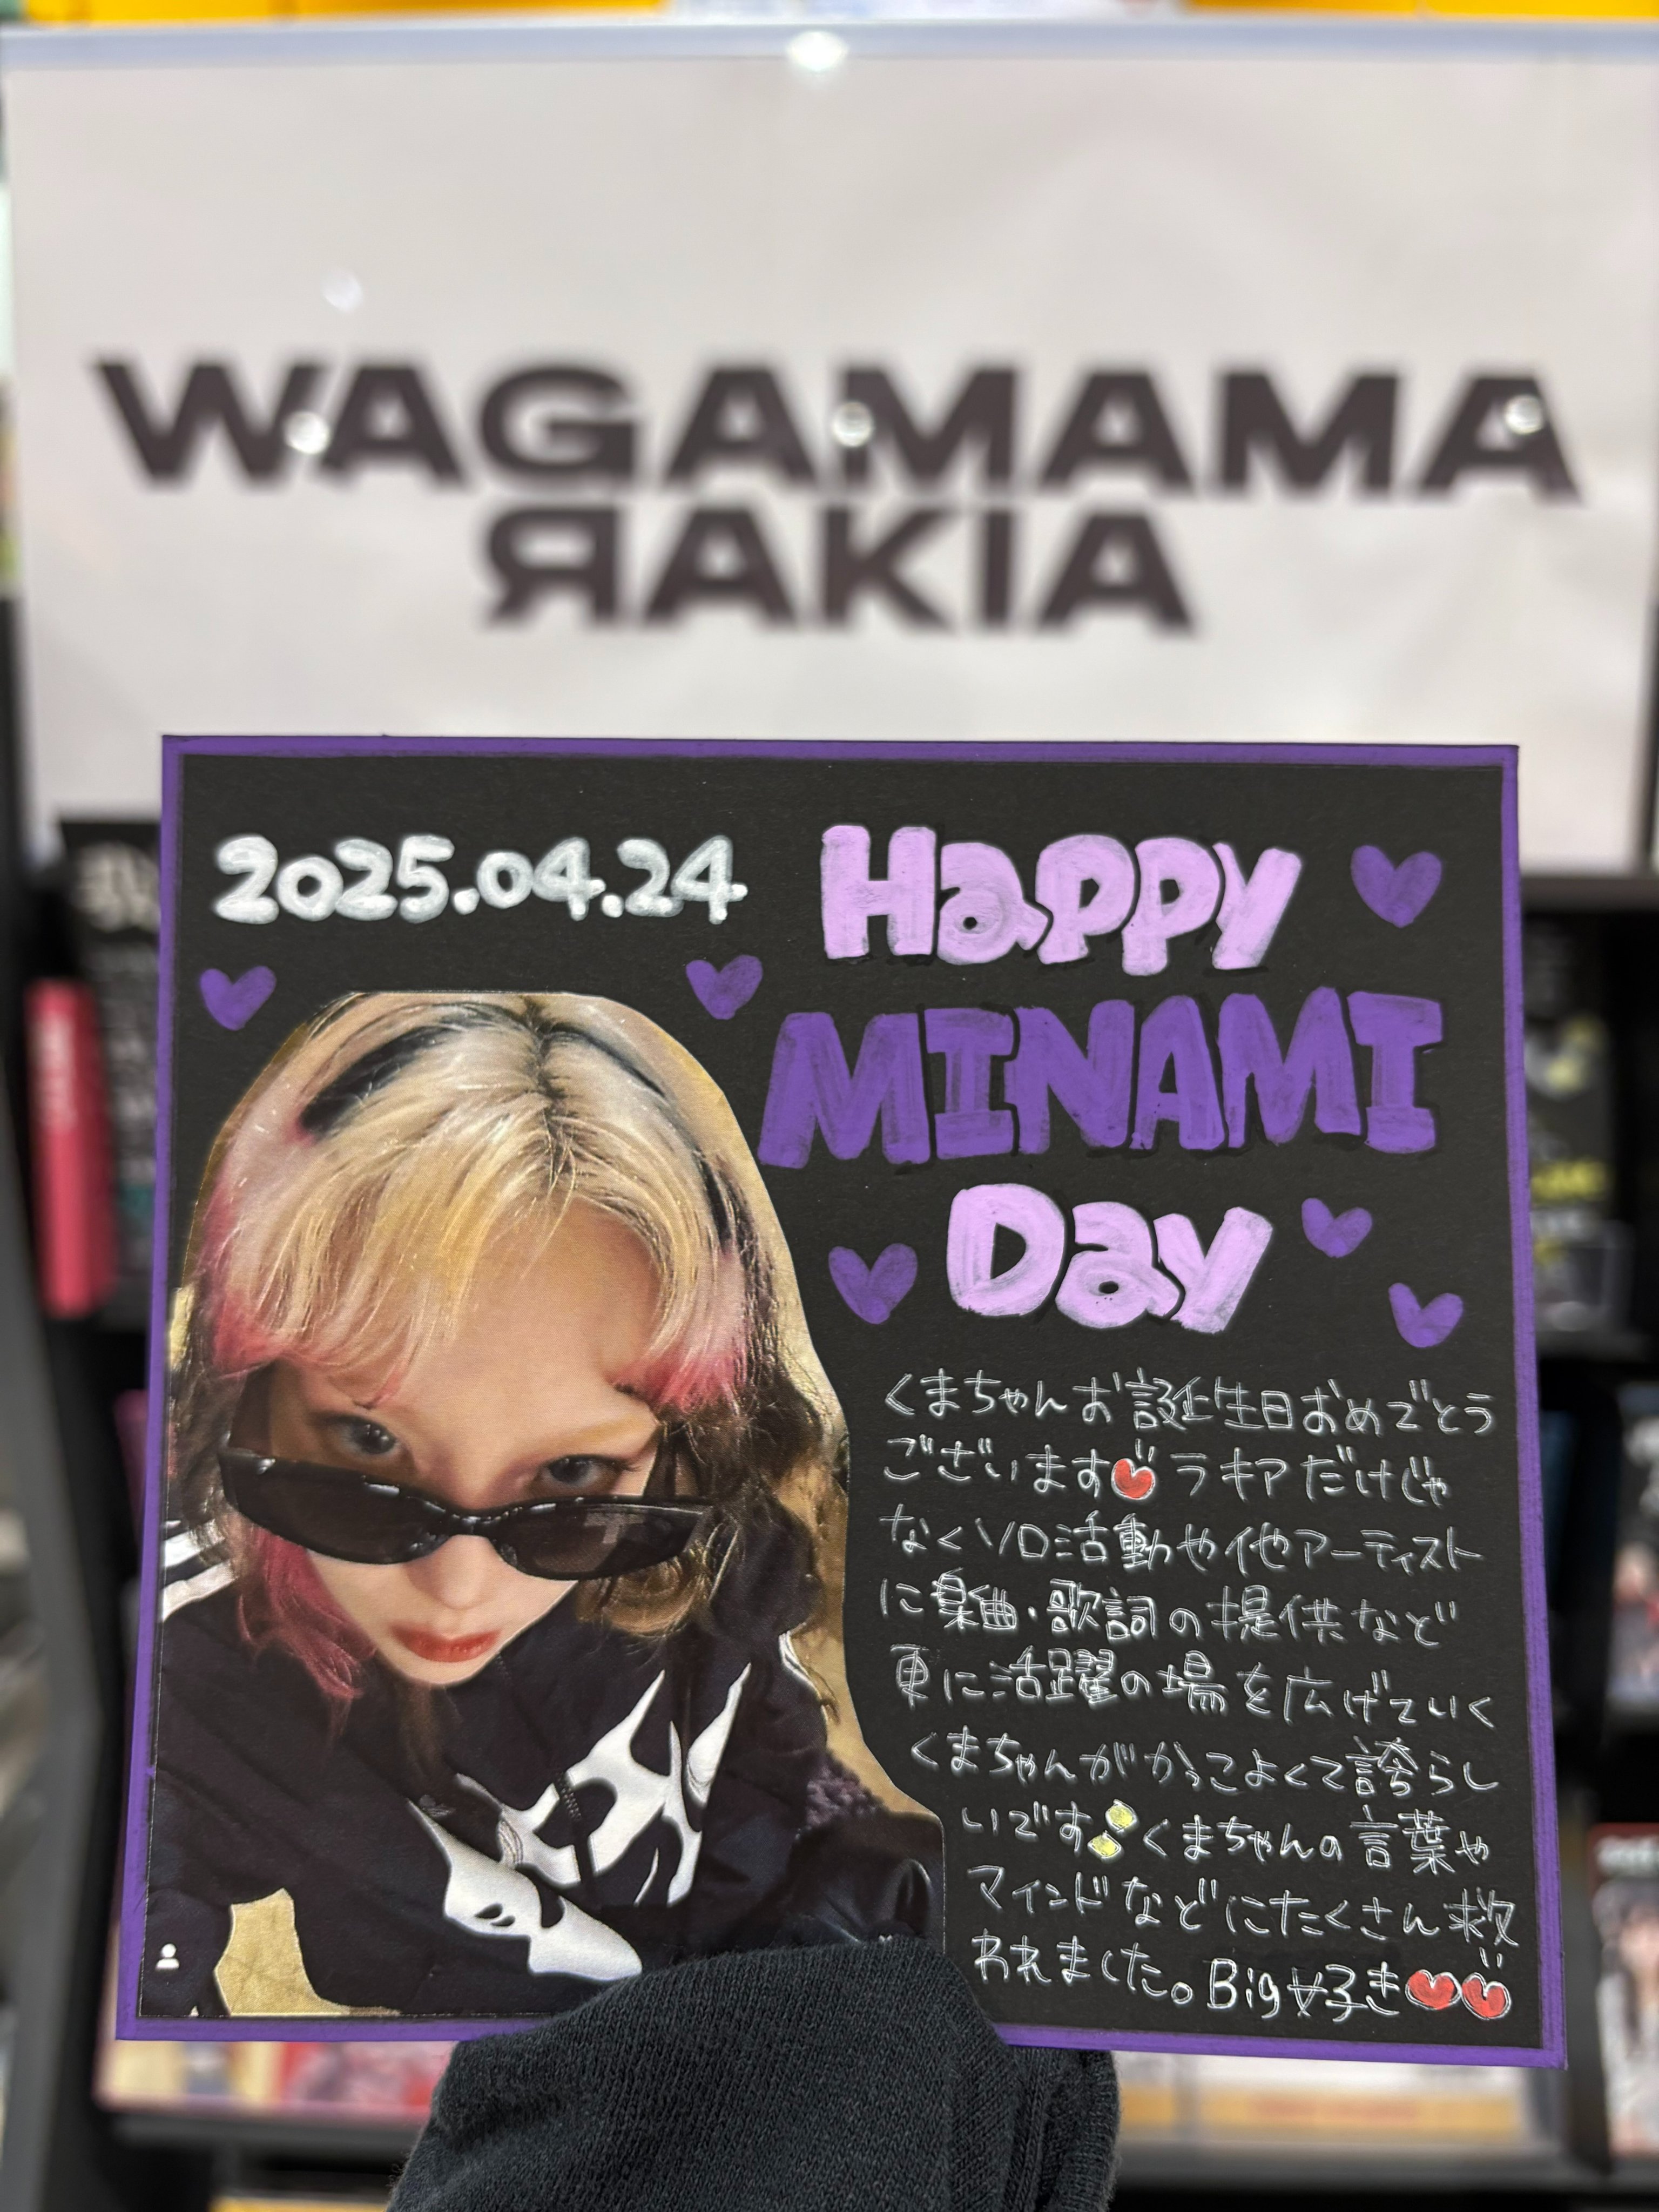 WAGAMAMA
ЯAKIA
2025.04.24
Happy
MINAMI
Day
くまちゃんお誕生日おめでとう
ございます ラキアだけじゃ
なくソロ活動や他アーティスト
に楽曲・歌詞の提供など
更に活躍の場を広げていく
くまちゃんがかっこよくて誇らし
いです くまちゃんの言葉や
マインドなどにたくさん救
われました。Big好き